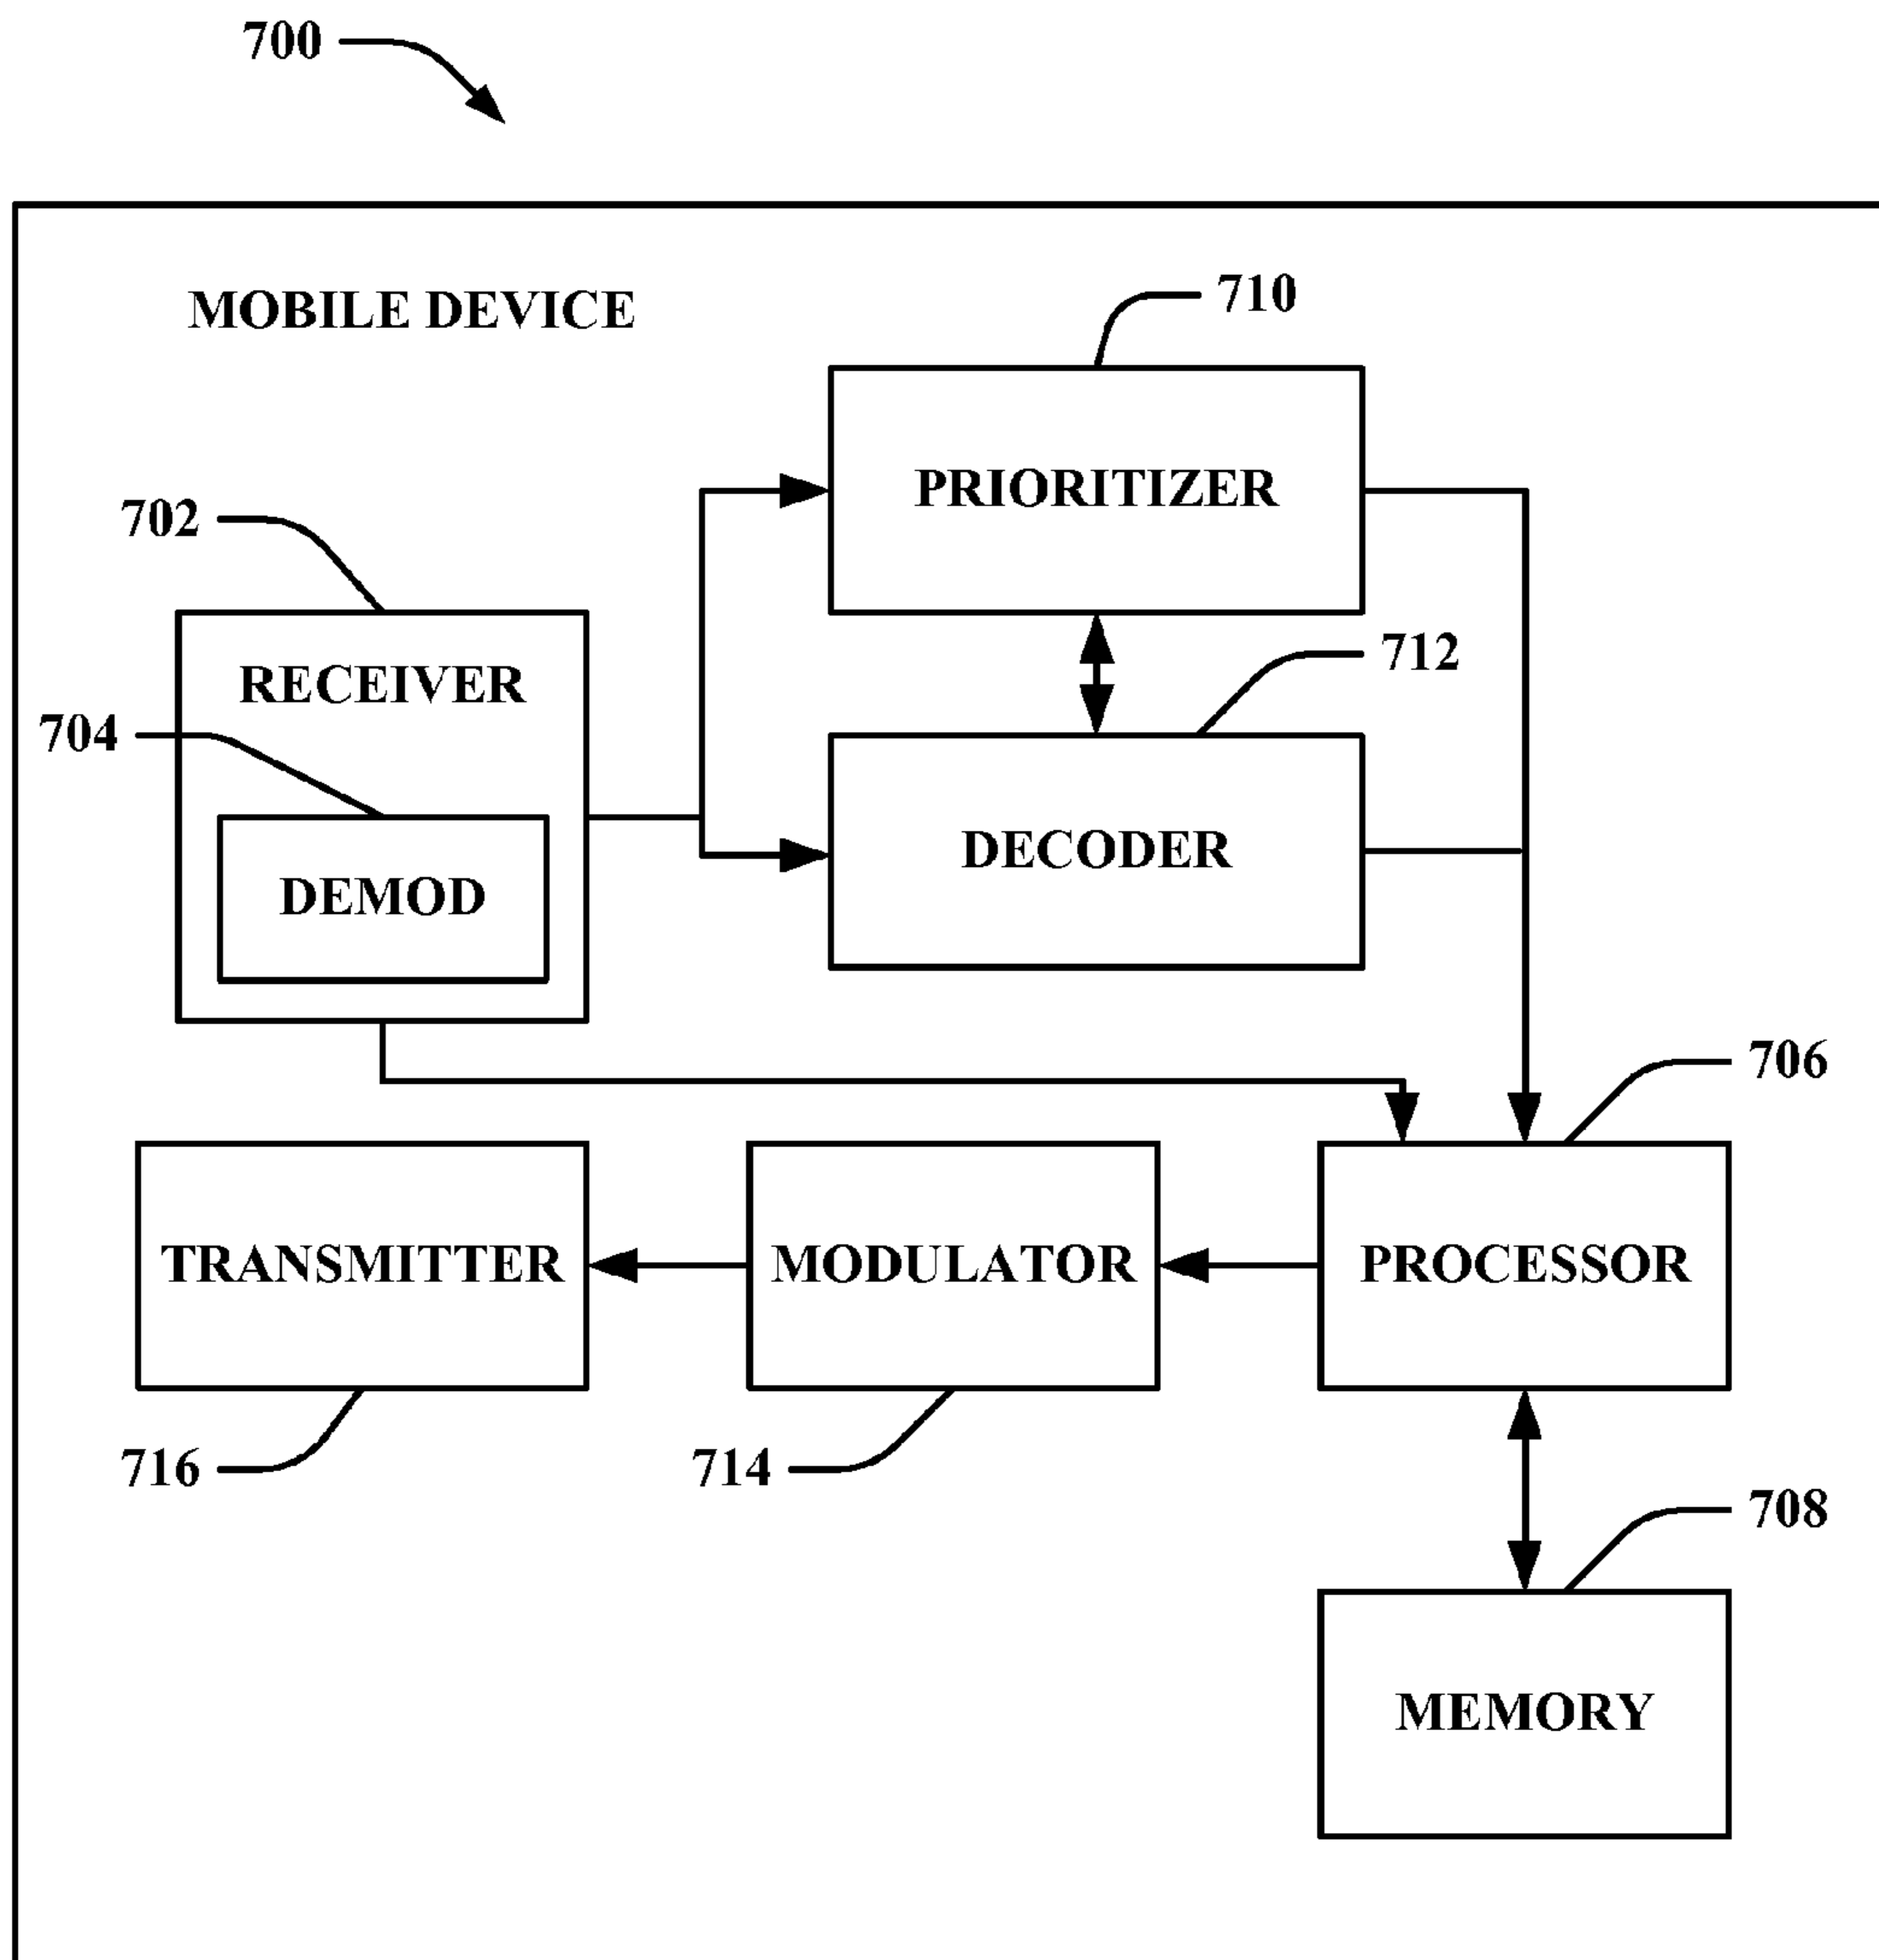 700
MOBILE DEVICE
710
PRIORITIZER
702
RECEIVER
712
704
DECODER
DEMOD
706
TRANSMITTER
MODULATOR
PROCESSOR
716
714
708
MEMORY